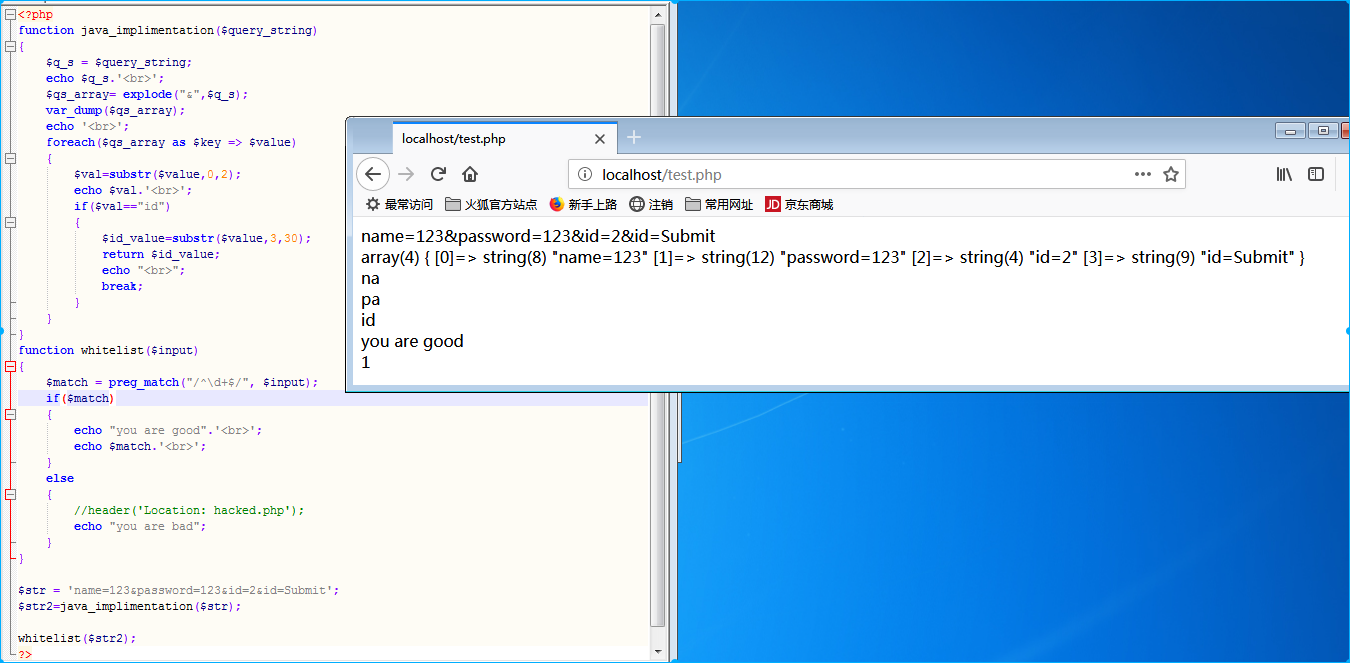 <?php
function java_implimentation($query_string)
{
$q_s = $query_string;
echo $q_s.'<br>';
$qs_array= explode("&",$q_s);
var_dump($qs_array);
echo '<br>';
foreach($qs_array as $key => $value)
{
$val=substr($value,0,2);
echo $val.'<br>';
if($val=="id")
{
$id_value=substr($value,3,30);
return $id_value;
echo "<br>";
break;
}
}
}
function whitelist($input)
{
$match = preg_match("/^\d+$/", $input);
if($match)
{
echo "you are good".'<br>';
echo $match.'<br>';
}
else
{
//header('Location: hacked.php');
echo "you are bad";
}
}
$str = 'name=123&password=123&id=2&id=Submit';
$str2=java_implimentation($str);
whitelist($str2);
?>
localhost/test.php
localhost/test.php
最常访问 火狐官方站点 新手上路 注销 常用网址 JD 京东商城
name=123&password=123&id=2&id=Submit
array(4) { [0]=> string(8) "name=123" [1]=> string(12) "password=123" [2]=> string(4) "id=2" [3]=> string(9) "id=Submit" }
na
pa
id
you are good
1